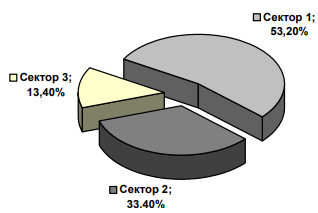 Сектор 1;
53,20%
Сектор 3;
13,40%
Сектор 2;
33.40%